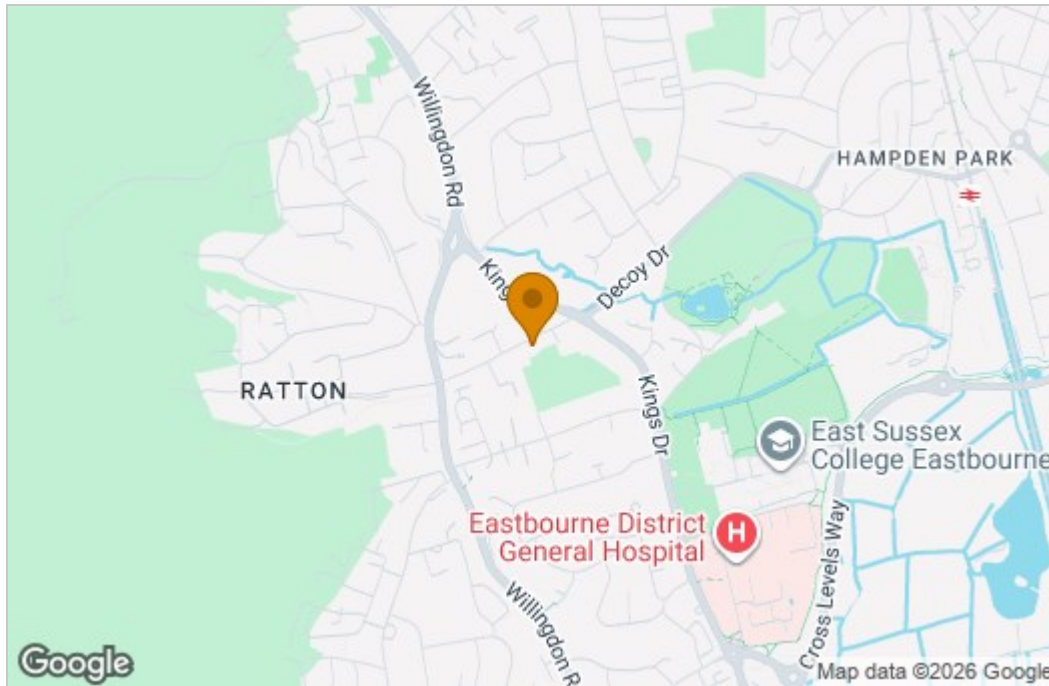 Willingdon Rd
HAMPDEN PARK
Kings
Decoy Dr
RATTON
Kings Dr
East Sussex
College Eastbourne
Eastbourne District
General Hospital
H
Cross Levels Way
Willingdon R
Google
Map data ©2026 Google